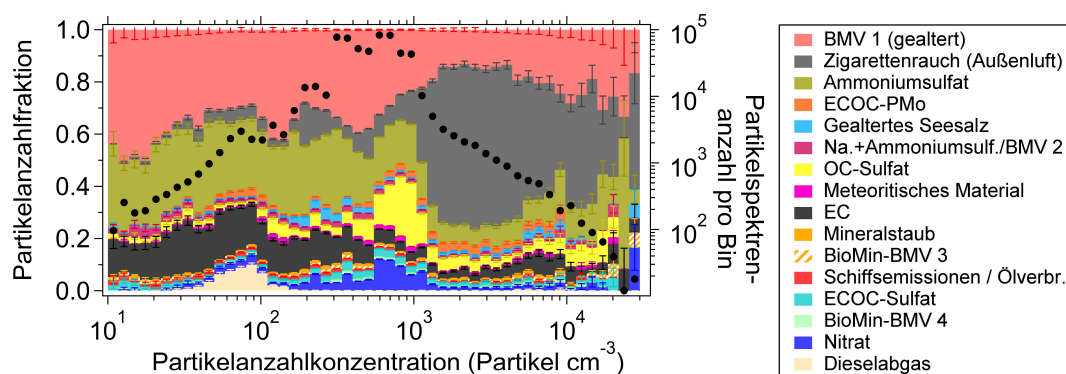 1.0
0.8
0.6
0.4
0.2
0.0
Partikelanzahlfraktion
10^1
10^2
10^3
10^4
Partikelanzahlkonzentration (Partikel cm^-3)
10^5
10^4
10^3
10^2
Partikelspektren-
anzahl pro Bin
BMV 1 (gealtert)
Zigarettenrauch (Außenluft)
Ammoniumsulfat
ECOC-PMo
Gealtertes Seesalz
Na.+Ammoniumsulf./BMV 2
OC-Sulfat
Meteoritisches Material
EC
Mineralstaub
BioMin-BMV 3
Schiffsemissionen / Ölverbr.
ECOC-Sulfat
BioMin-BMV 4
Nitrat
Dieselabgas